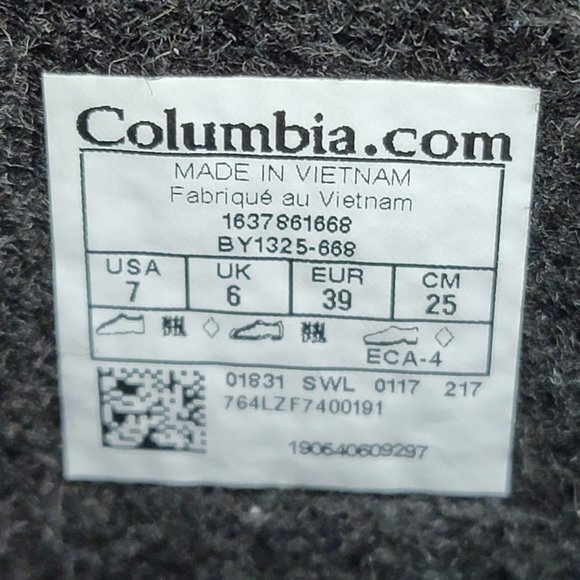 Columbia.com
MADE IN VIETNAM
Fabriqué au Vietnam
1637861668
BY1325-668
USA UK EUR CM
7 6 39 25
ECA-4
01831 SWL 0117 217
764LZF7400191
190540609297